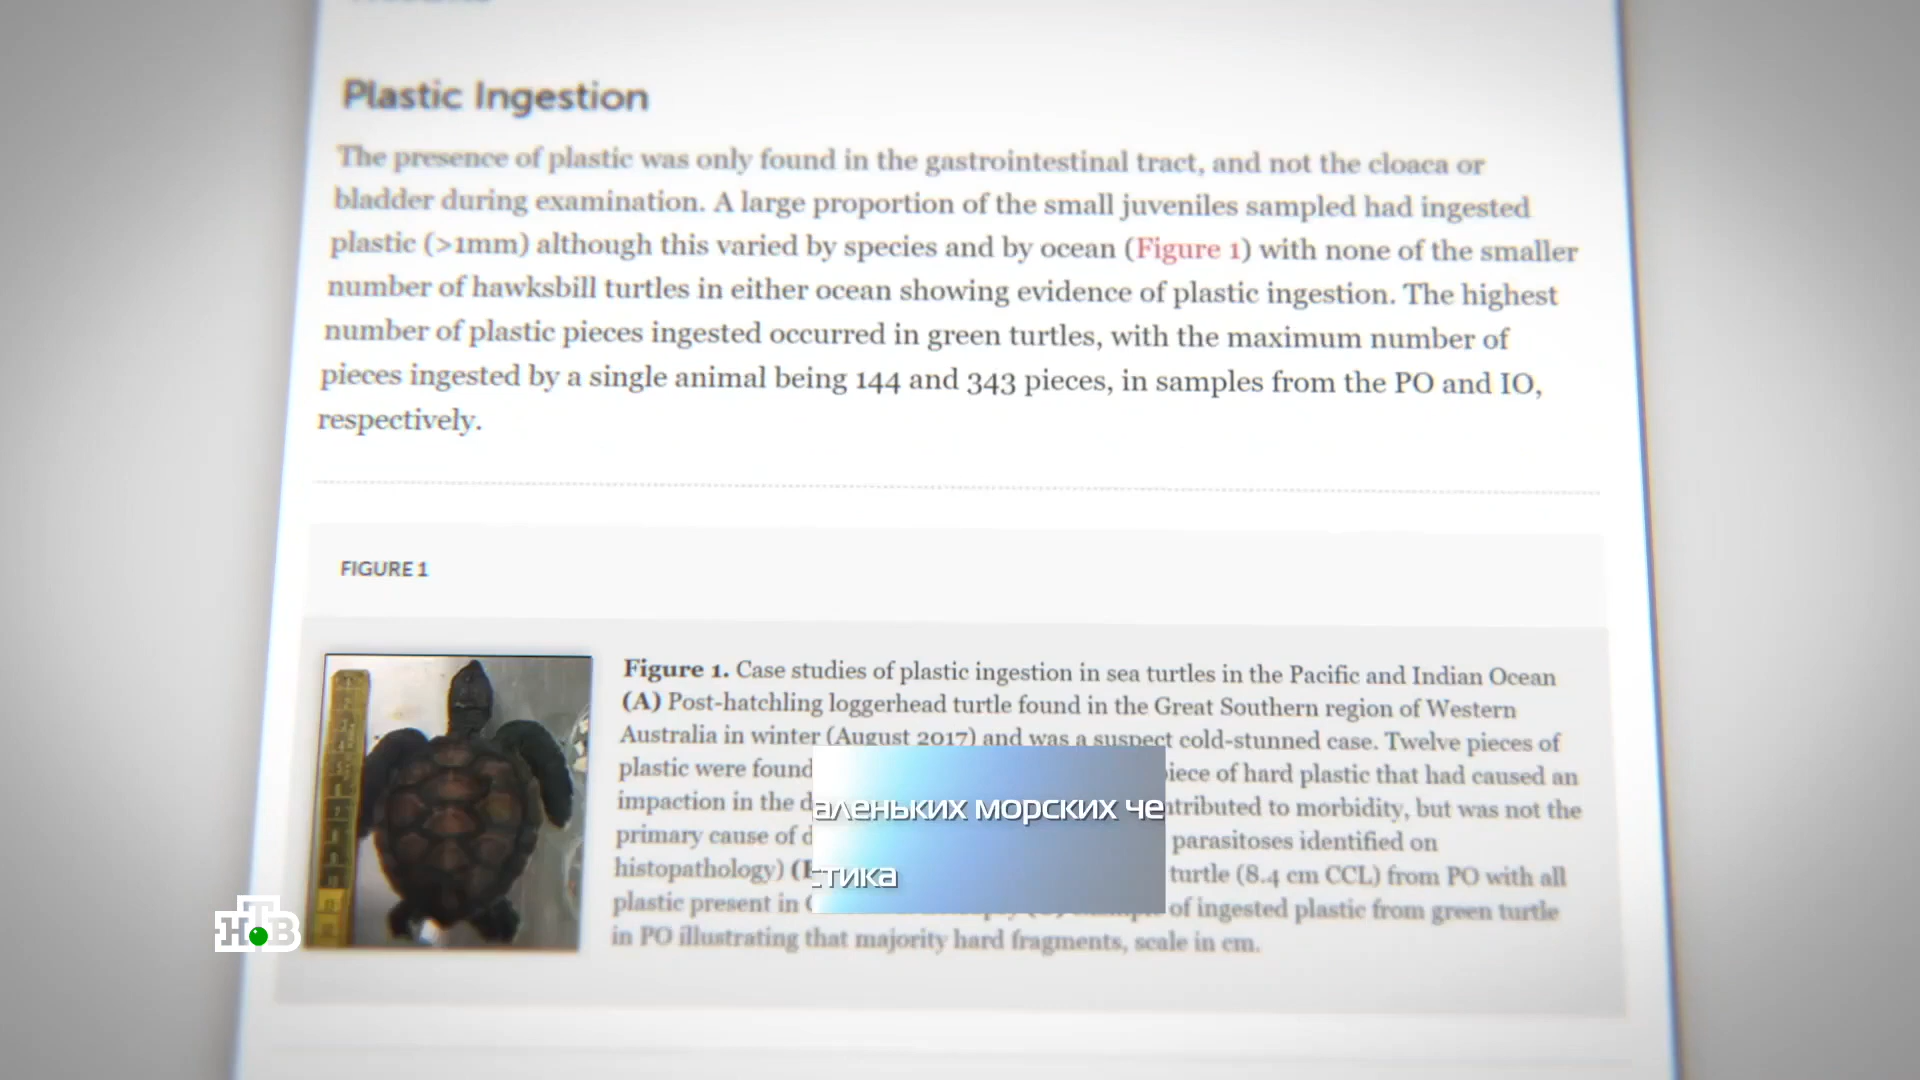 Plastic Ingestion
The presence of plastic was only found in the gastrointestinal tract, and not the cloaca or
bladder during examination. A large proportion of the small juveniles sampled had ingested
plastic (>1mm) although this varied by species and by ocean (Figure 1) with none of the smaller
number of hawksbill turtles in either ocean showing evidence of plastic ingestion. The highest
number of plastic pieces ingested occurred in green turtles, with the maximum number of
pieces ingested by a single animal being 144 and 343 pieces, in samples from the PO and IO,
respectively.
FIGURE 1
Figure 1. Case studies of plastic ingestion in sea turtles in the Pacific and Indian Ocean
(A) Post-hatchling loggerhead turtle found in the Great Southern region of Western
Australia in winter (August 2017) and was a suspect cold-stunned case. Twelve pieces of
plastic were found iece of hard plastic that had caused an
impaction in the d ntributed to morbidity, but was not the
primary cause of d parasitoses identified on
histopathology) turtle (8.4 cm CCL) from PO with all
plastic present in of ingested plastic from green turtle
in PO illustrating that majority hard fragments, scale in cm.
аленьких морских че
стика
НТВ